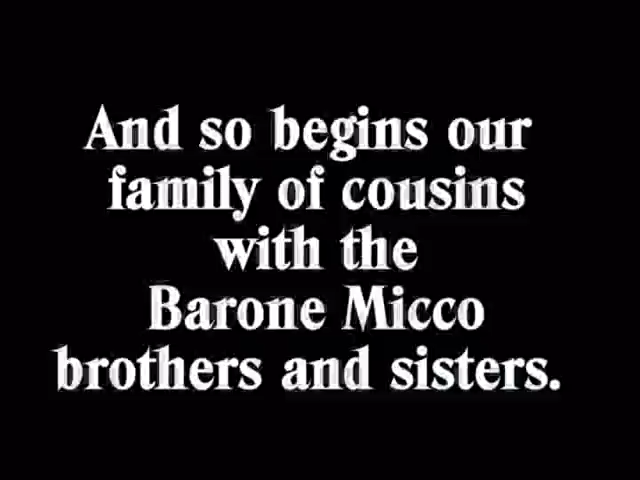 And so begins our
family of cousins
with the
Barone Micco
brothers and sisters.